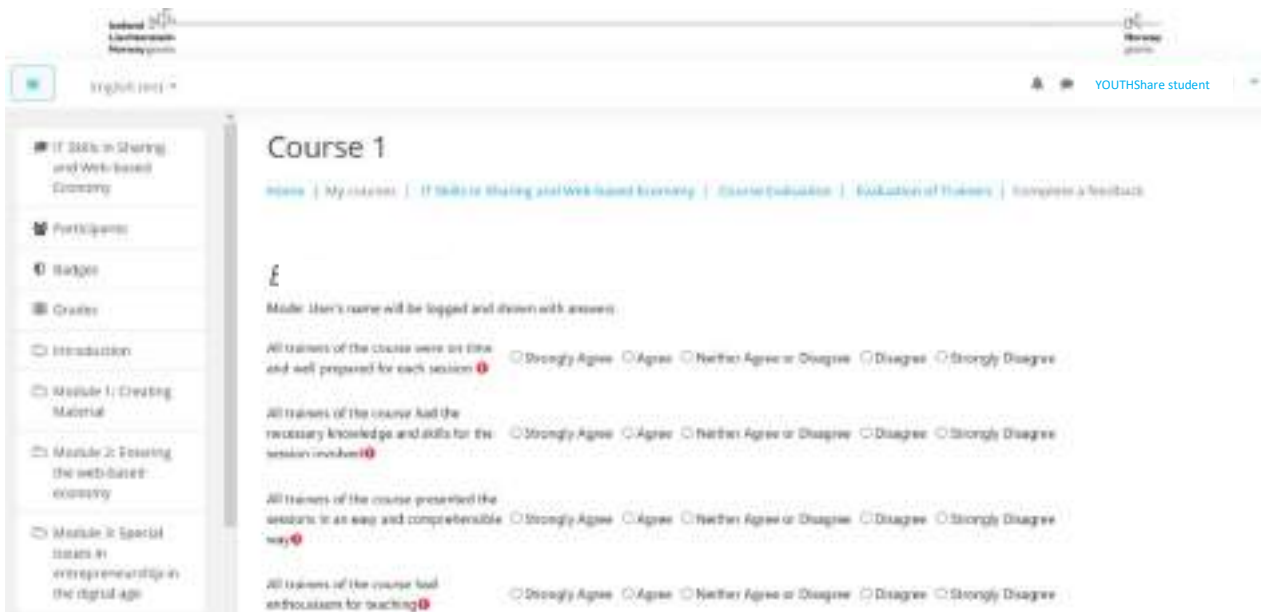 Iceland
Liechtenstein
Norway grants
Norway
grants
English (en)
YOUTHShare student
IT Skills in Sharing
and Web-based
Economy
Participants
Badges
Grades
Introduction
Module 1: Creating
Material
Module 2: Entering
the web-based
economy
Module 3: Special
issues in
entrepreneurship in
the digital age
Course 1
Home | My courses | IT Skills in Sharing and Web-based Economy | Course Evaluation | Evaluation of Trainers | Complete a feedback
Mode: User's name will be logged and shown with answers
All trainers of the course were on time
and well prepared for each session
Strongly Agree Agree Neither Agree or Disagree Disagree Strongly Disagree
All trainers of the course had the
necessary knowledge and skills for the
session involved
Strongly Agree Agree Neither Agree or Disagree Disagree Strongly Disagree
All trainers of the course presented the
sessions in an easy and comprehensible
way
Strongly Agree Agree Neither Agree or Disagree Disagree Strongly Disagree
All trainers of the course had
enthousiasm for teaching
Strongly Agree Agree Neither Agree or Disagree Disagree Strongly Disagree